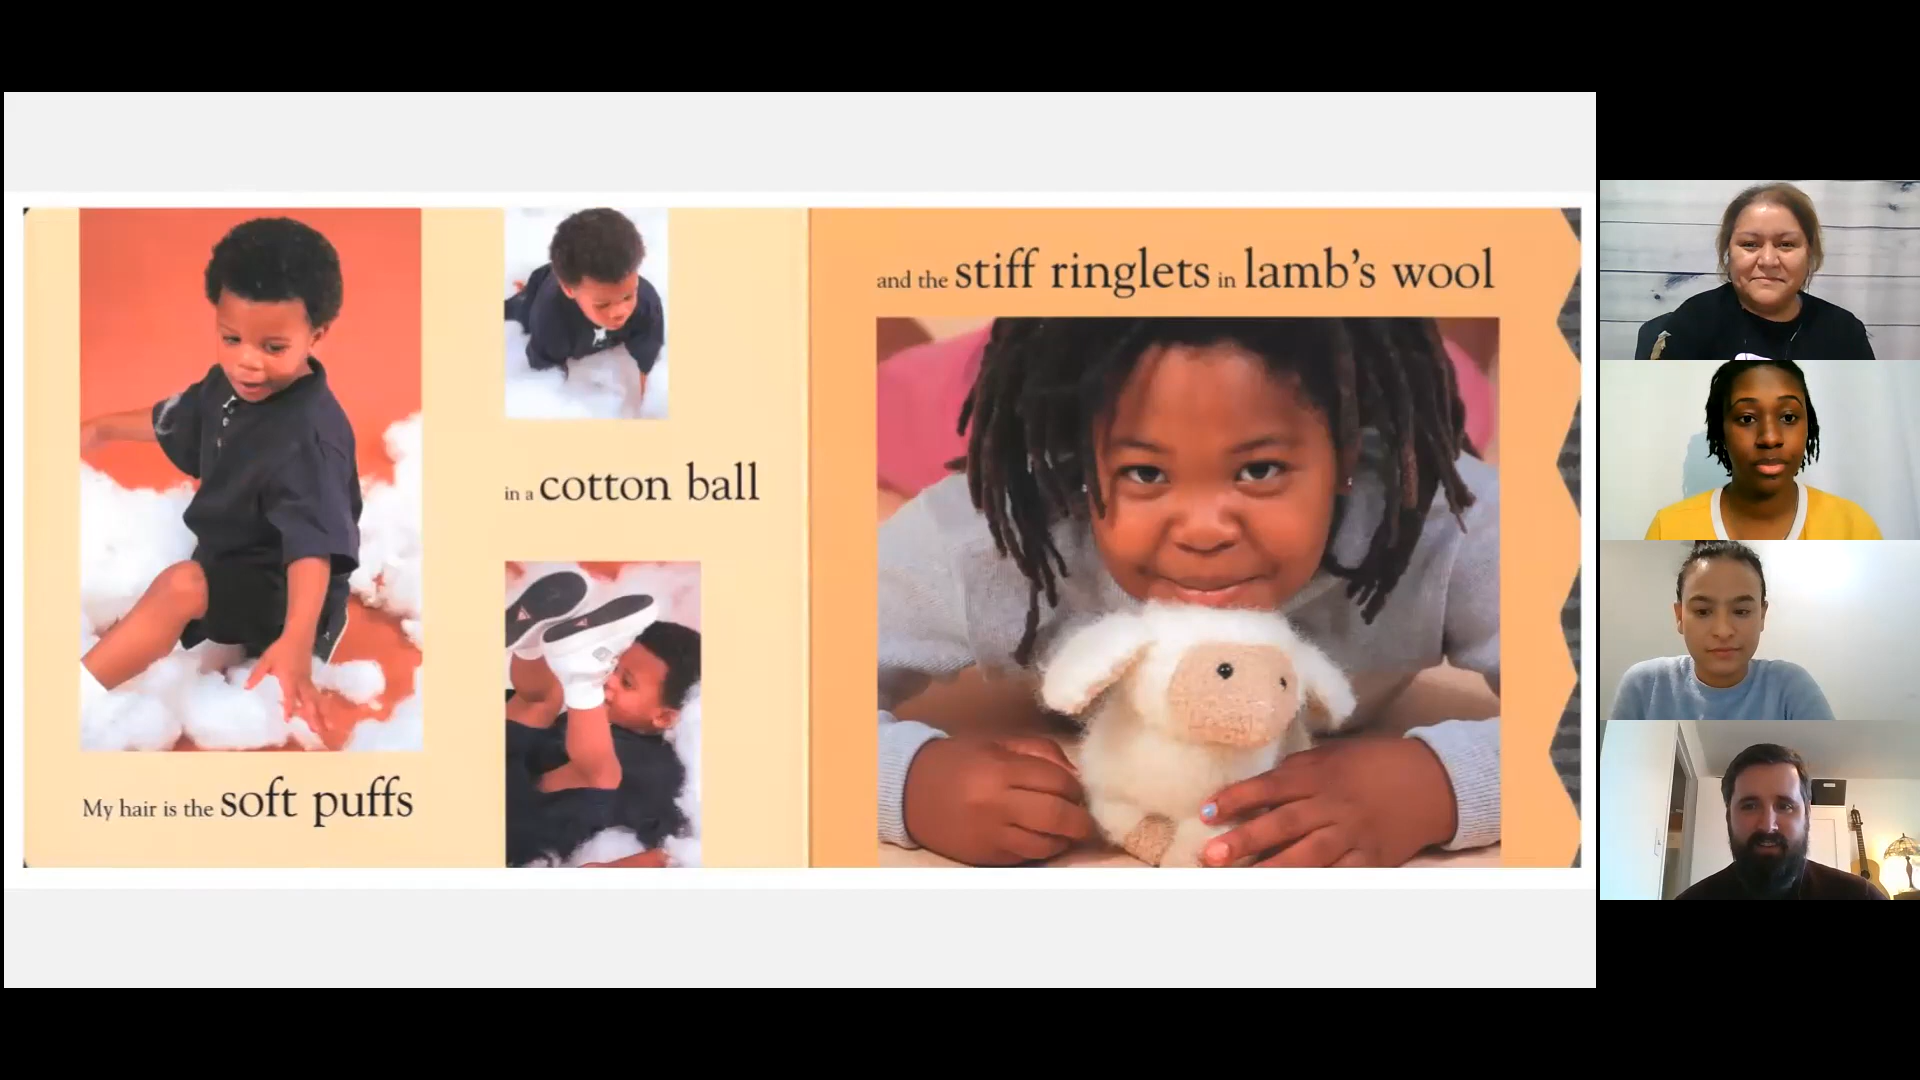 My hair is the soft puffs
in a cotton ball
and the stiff ringlets in lamb's wool